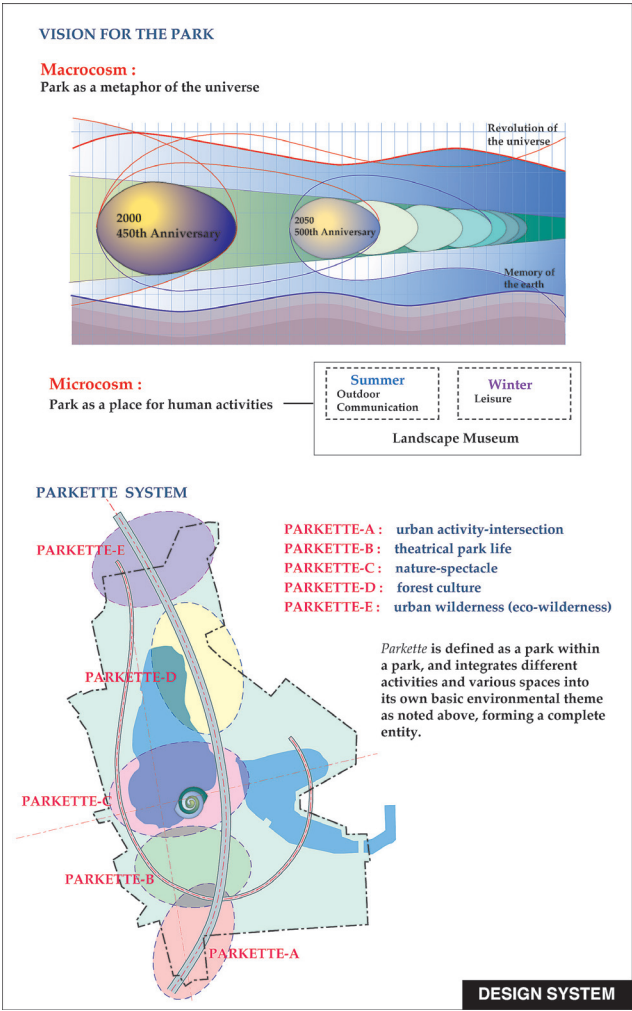 VISION FOR THE PARK
Macrocosm :
Park as a metaphor of the universe
Revolution of
the universe
2000
450th Anniversary
2050
500th Anniversary
Memory of
the earth
Microcosm :
Park as a place for human activities
Summer
Outdoor
Communication
Winter
Leisure
Landscape Museum
PARKETTE SYSTEM
PARKETTE-A : urban activity-intersection
PARKETTE-B : theatrical park life
PARKETTE-C : nature-spectacle
PARKETTE-D : forest culture
PARKETTE-E : urban wilderness (eco-wilderness)
Parkette is defined as a park within
a park, and integrates different
activities and various spaces into
its own basic environmental theme
as noted above, forming a complete
entity.
PARKETTE-E
PARKETTE-D
PARKETTE-C
PARKETTE-B
PARKETTE-A
DESIGN SYSTEM